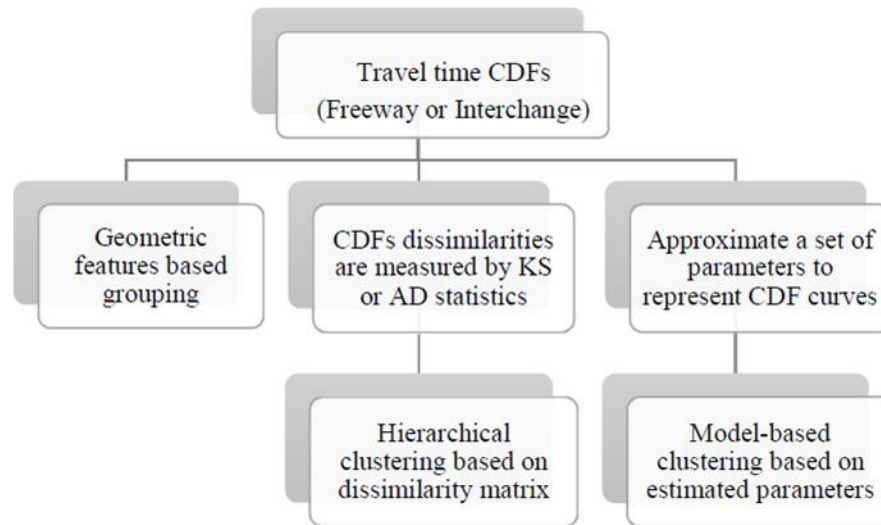 Travel time CDFs
(Freeway or Interchange)
Geometric
features based
grouping
CDFs dissimilarities
are measured by KS
or AD statistics
Approximate a set of
parameters to
represent CDF curves
Hierarchical
clustering based on
dissimilarity matrix
Model-based
clustering based on
estimated parameters